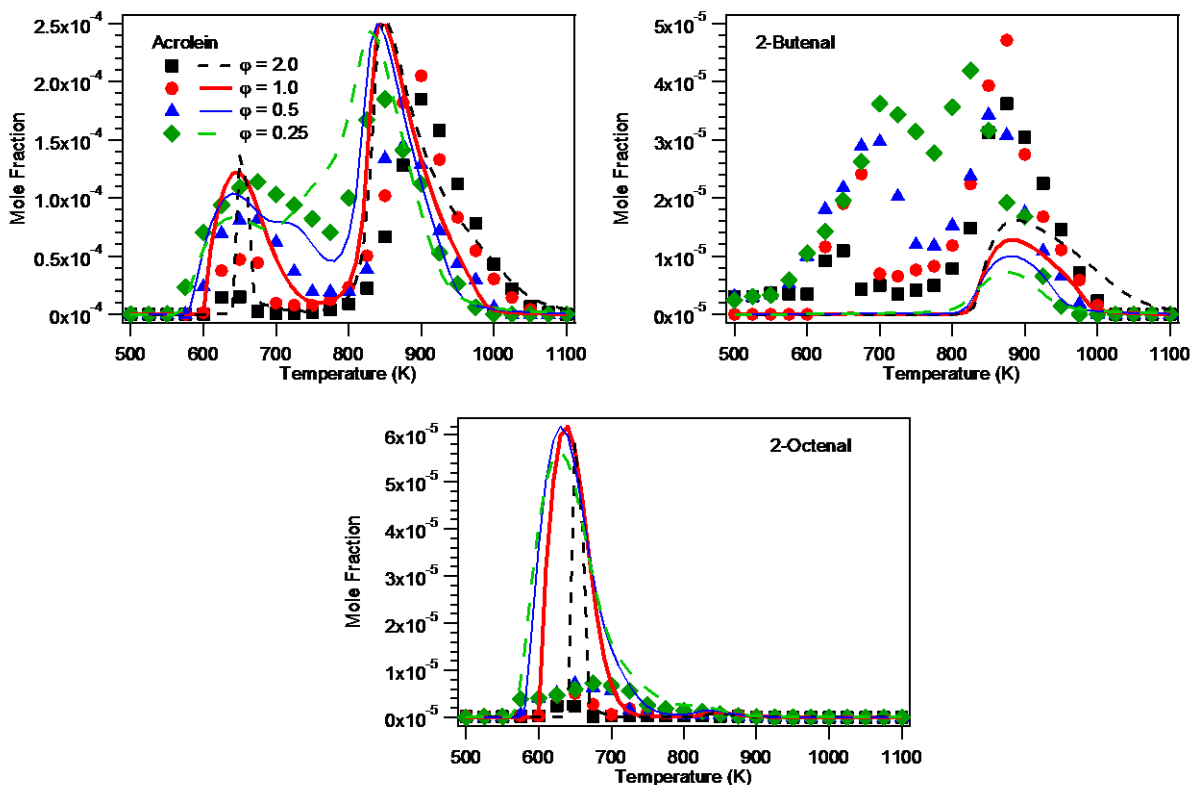 Acrolein
φ = 2.0
φ = 1.0
φ = 0.5
φ = 0.25
Mole Fraction
2.5x10-4
2.0x10-4
1.5x10-4
1.0x10-4
0.5x10-4
0x10-4
500 600 700 800 900 1000 1100
Temperature (K)
2-Butenal
Mole Fraction
5x10-5
4x10-5
3x10-5
2x10-5
1x10-5
0x10-5
500 600 700 800 900 1000 1100
Temperature (K)
2-Octenal
Mole Fraction
6x10-5
5x10-5
4x10-5
3x10-5
2x10-5
1x10-5
0x10-5
500 600 700 800 900 1000 1100
Temperature (K)